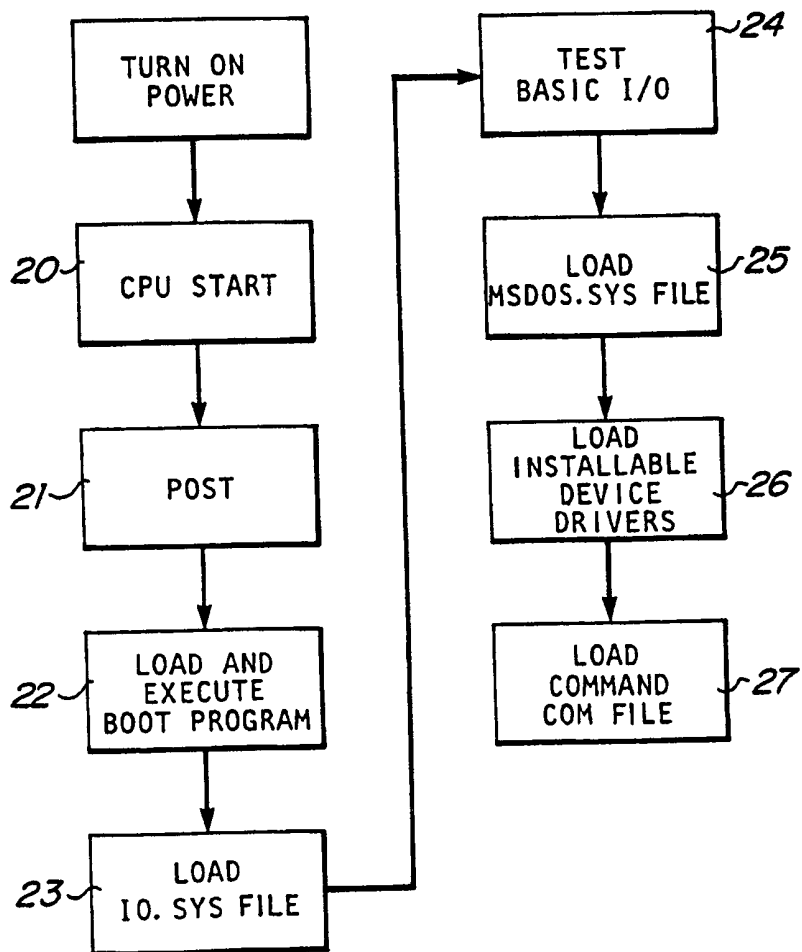 TURN ON
POWER
20
CPU START
21
POST
22
LOAD AND
EXECUTE
BOOT PROGRAM
23
LOAD
IO.SYS FILE
24
TEST
BASIC I/O
25
LOAD
MSDOS.SYS FILE
26
LOAD
INSTALLABLE
DEVICE
DRIVERS
27
LOAD
COMMAND
COM FILE